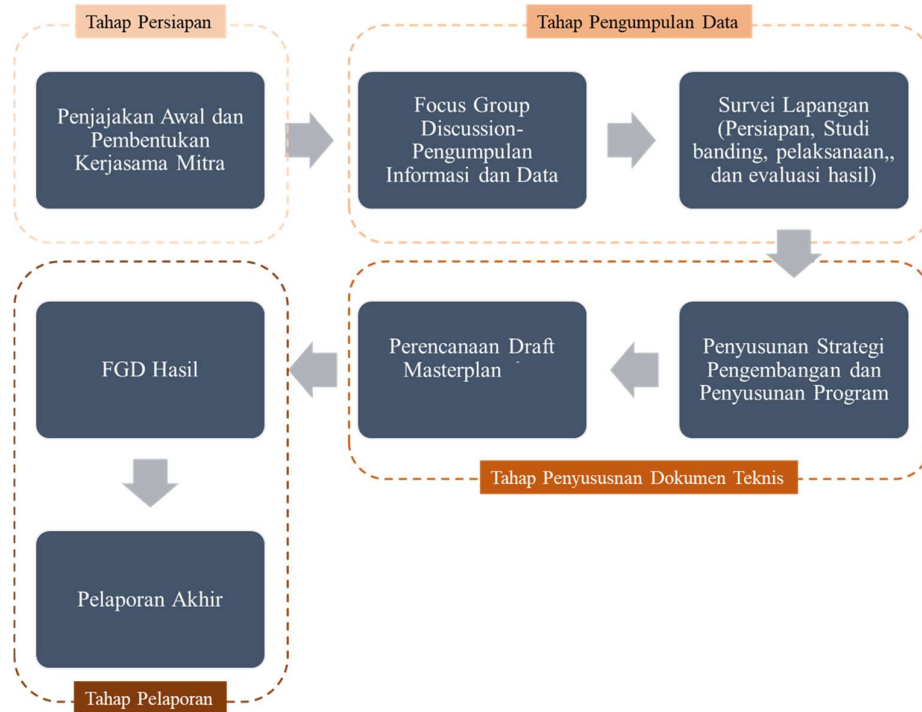 Tahap Persiapan
Penjajakan Awal dan
Pembentukan
Kerjasama Mitra
Tahap Pengumpulan Data
Focus Group
Discussion-
Pengumpulan
Informasi dan Data
Survei Lapangan
(Persiapan, Studi
banding, pelaksanaan,,
dan evaluasi hasil)
Penyusunan Strategi
Pengembangan dan
Penyusunan Program
Perencanaan Draft
Masterplan
Tahap Penyususnan Dokumen Teknis
FGD Hasil
Pelaporan Akhir
Tahap Pelaporan